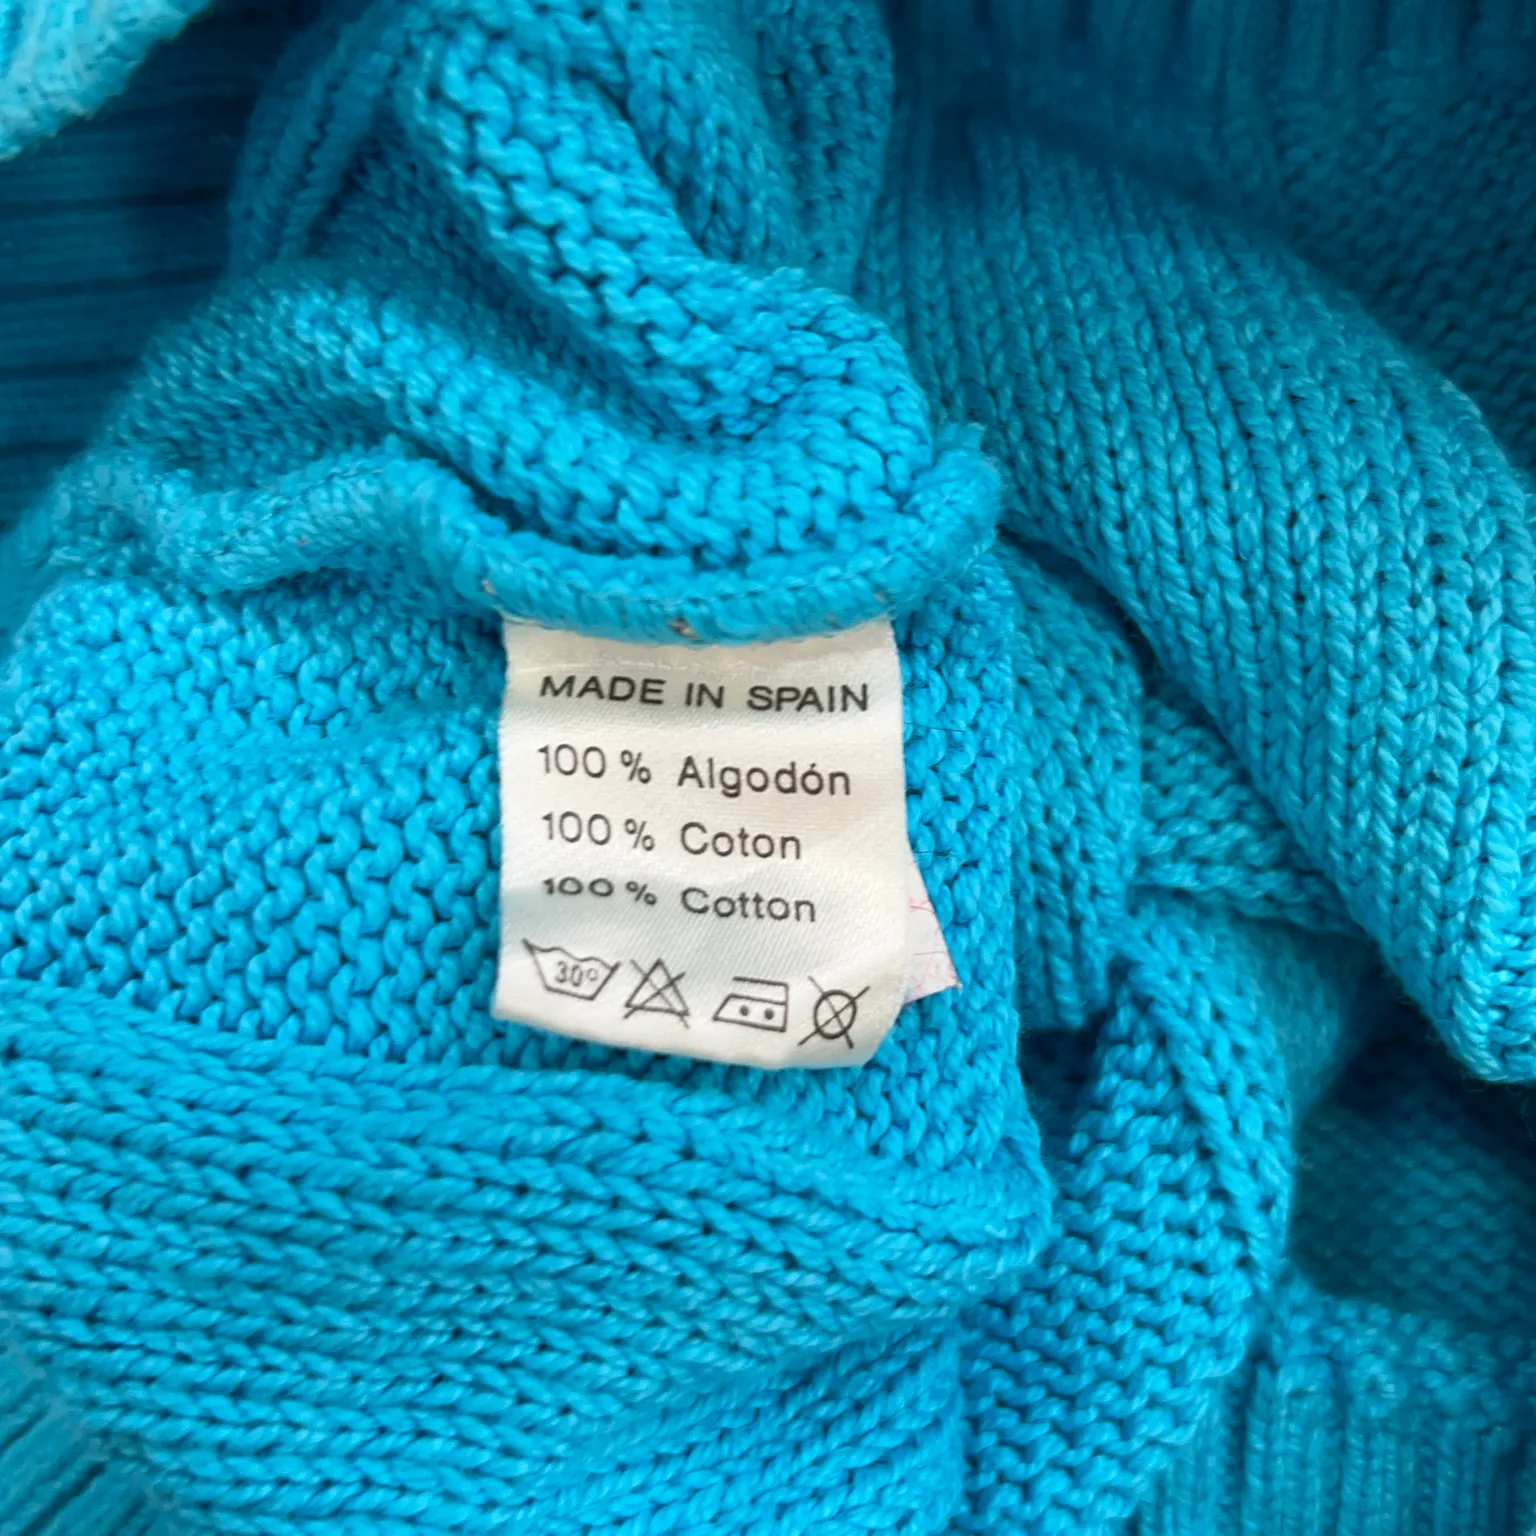 MADE IN SPAIN
100 % Algodón
100 % Coton
100 % Cotton
30°